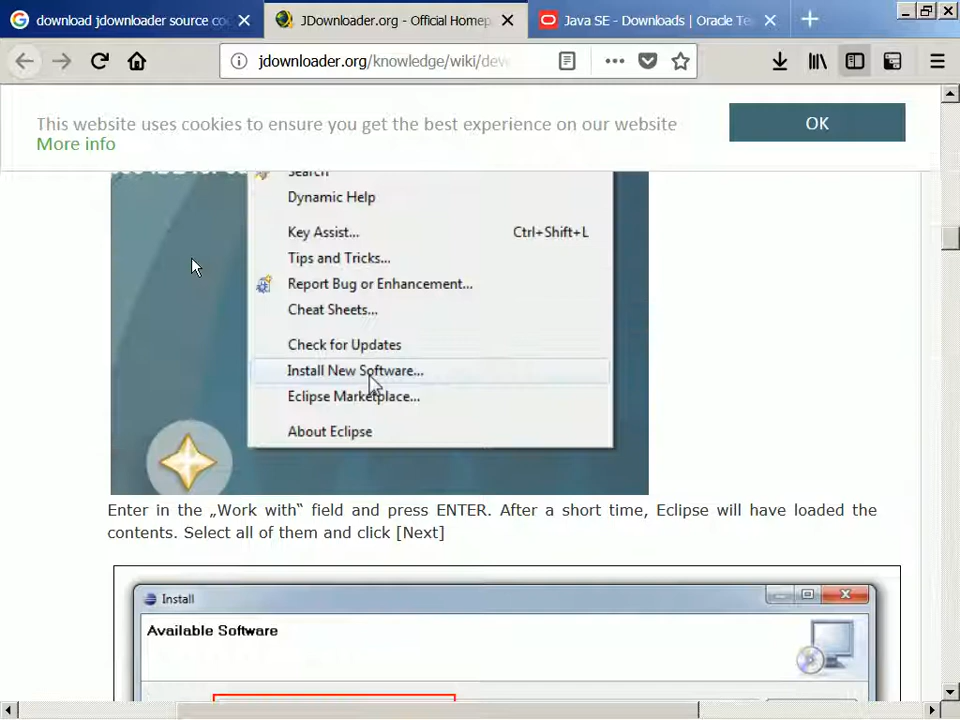 download jdownloader source co
JDownloader.org - Official Homep
Java SE - Downloads | Oracle Te
jdownloader.org/knowledge/wiki/dev
This website uses cookies to ensure you get the best experience on our website
More info
OK
Search
Dynamic Help
Key Assist... Ctrl+Shift+L
Tips and Tricks...
Report Bug or Enhancement...
Cheat Sheets...
Check for Updates
Install New Software...
Eclipse Marketplace...
About Eclipse
Enter in the „Work with“ field and press ENTER. After a short time, Eclipse will have loaded the
contents. Select all of them and click [Next]
Install
Available Software